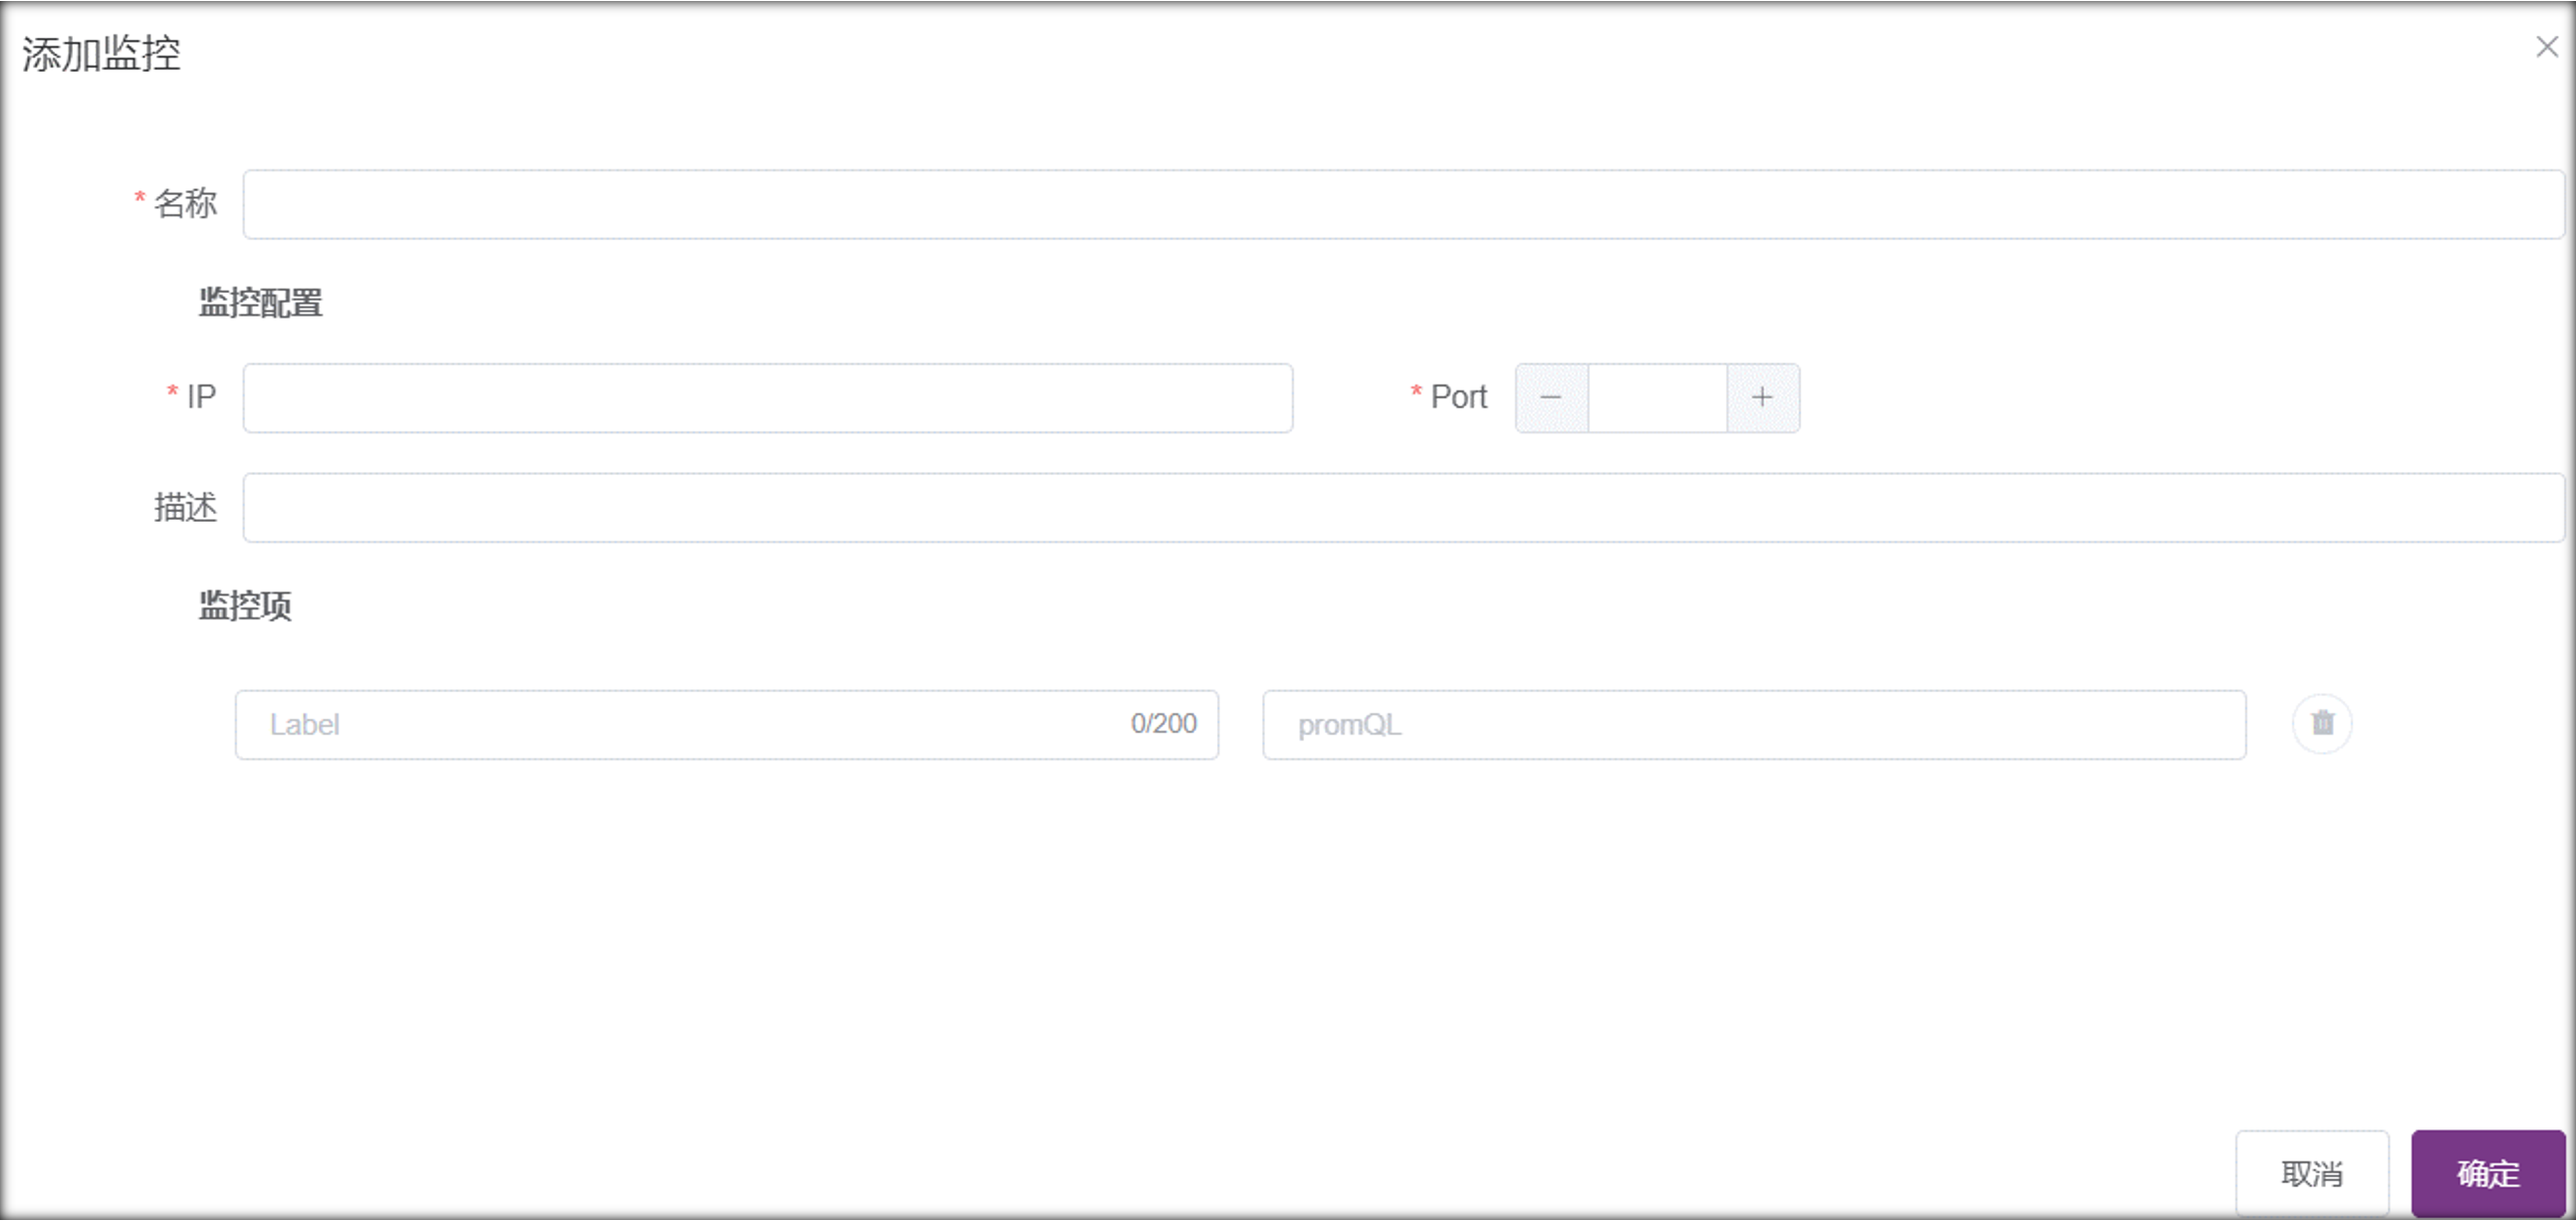 添加监控
* 名称
监控配置
* IP
* Port
描述
监控项
Label 0/200
promQL
取消
确定